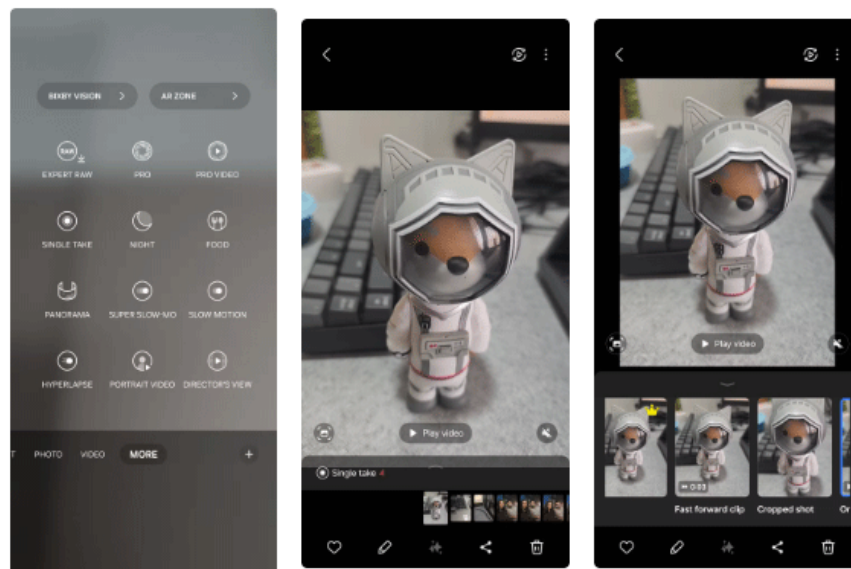 BIXBY VISION
AR ZONE
EXPERT RAW
PRO
PRO VIDEO
SINGLE TAKE
NIGHT
FOOD
PANORAMA
SUPER SLOW-MO
SLOW MOTION
HYPERLAPSE
PORTRAIT VIDEO
DIRECTOR'S VIEW
T PHOTO VIDEO MORE
Play video
Single take 4
Play video
0:03
Fast forward clip
Cropped shot
Or